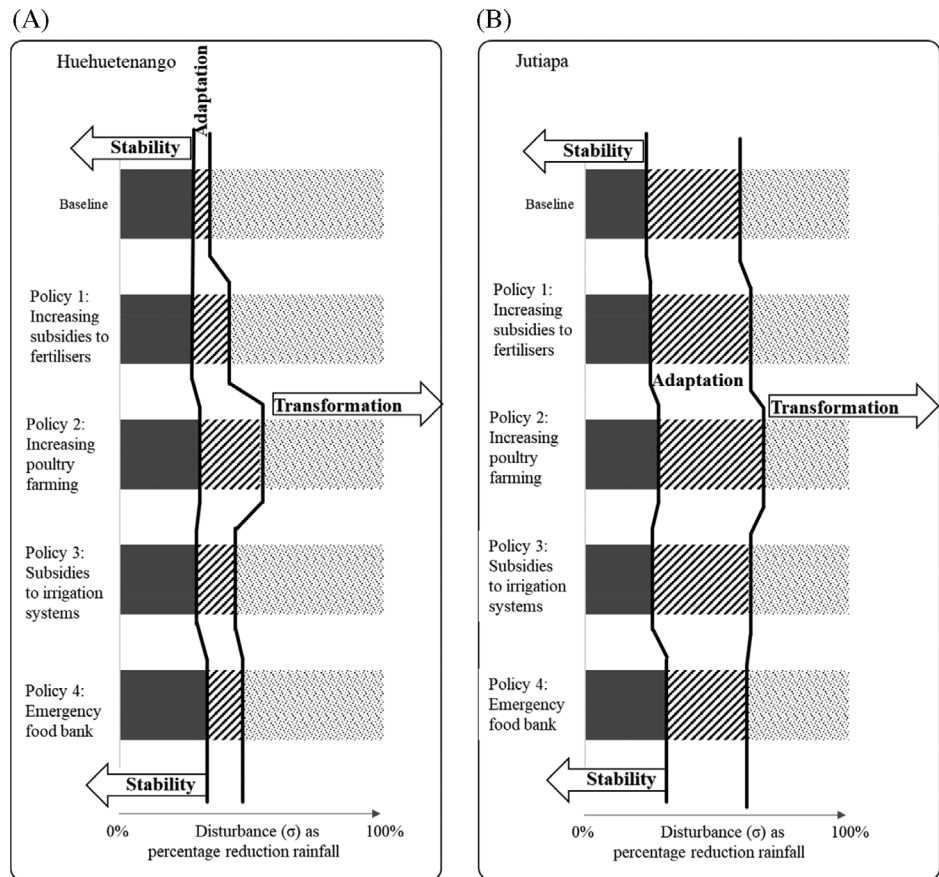 (A)
Huehuetenango
Adaptation
Stability
Baseline
Policy 1:
Increasing
subsidies to
fertilisers
Transformation
Policy 2:
Increasing
poultry
farming
Policy 3:
Subsidies
to irrigation
systems
Policy 4:
Emergency
food bank
Stability
0%
Disturbance (σ) as
percentage reduction rainfall
100%
(B)
Jutiapa
Stability
Baseline
Policy 1:
Increasing
subsidies to
fertilisers
Adaptation
Transformation
Policy 2:
Increasing
poultry
farming
Policy 3:
Subsidies
to irrigation
systems
Policy 4:
Emergency
food bank
Stability
0%
Disturbance (σ) as
percentage reduction rainfall
100%